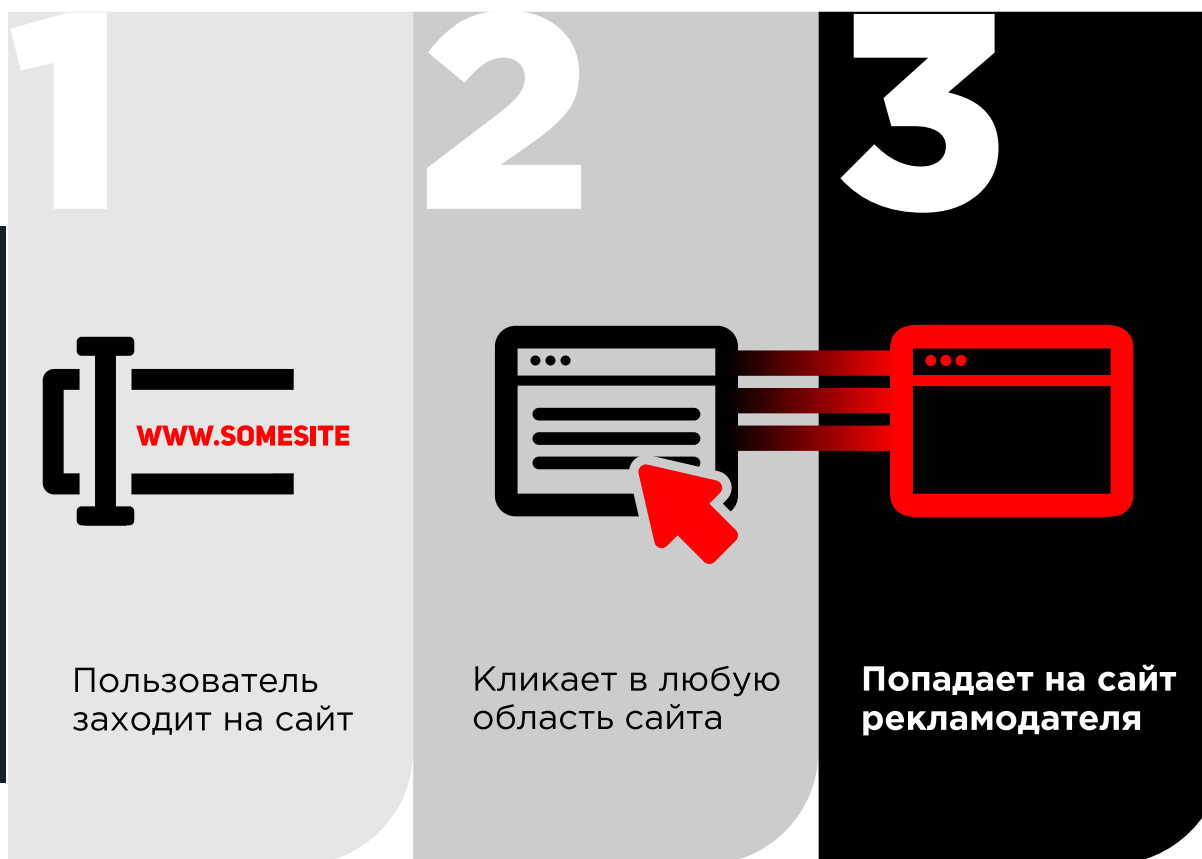 1
2
3
WWW.SOMESITE
Пользователь
заходит на сайт
Кликает в любую
область сайта
Попадает на сайт
рекламодателя